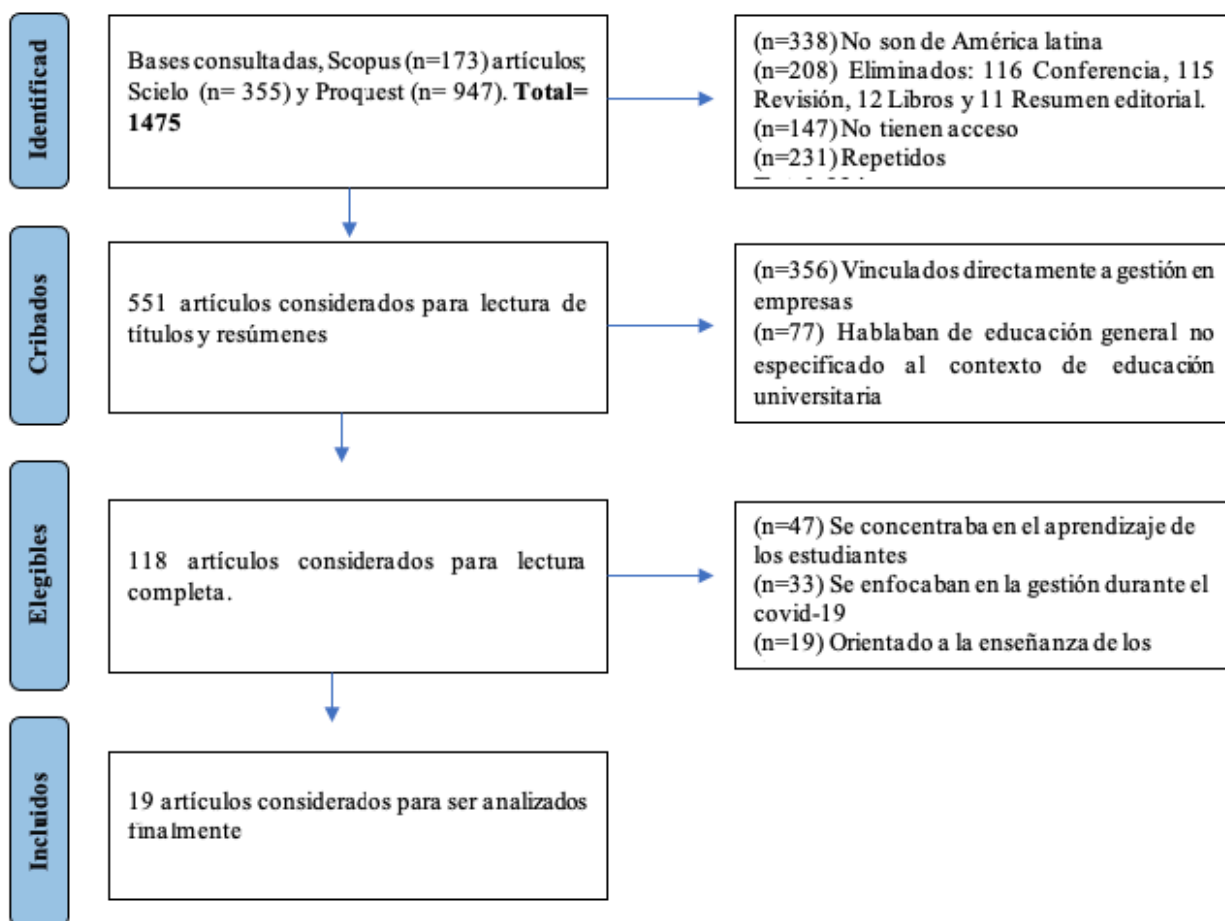 Identificad
Bases consultadas, Scopus (n=173) artículos;
Scielo (n= 355) y Proquest (n= 947). Total=
1475
(n=338) No son de América latina
(n=208) Eliminados: 116 Conferencia, 115
Revisión, 12 Libros y 11 Resumen editorial.
(n=147) No tienen acceso
(n=231) Repetidos
Cribados
551 artículos considerados para lectura de
títulos y resúmenes
(n=356) Vinculados directamente a gestión en
empresas
(n=77) Hablaban de educación general no
especificado al contexto de educación
universitaria
Elegibles
118 artículos considerados para lectura
completa.
(n=47) Se concentraba en el aprendizaje de
los estudiantes
(n=33) Se enfocaban en la gestión durante el
covid-19
(n=19) Orientado a la enseñanza de los
Incluidos
19 artículos considerados para ser analizados
finalmente